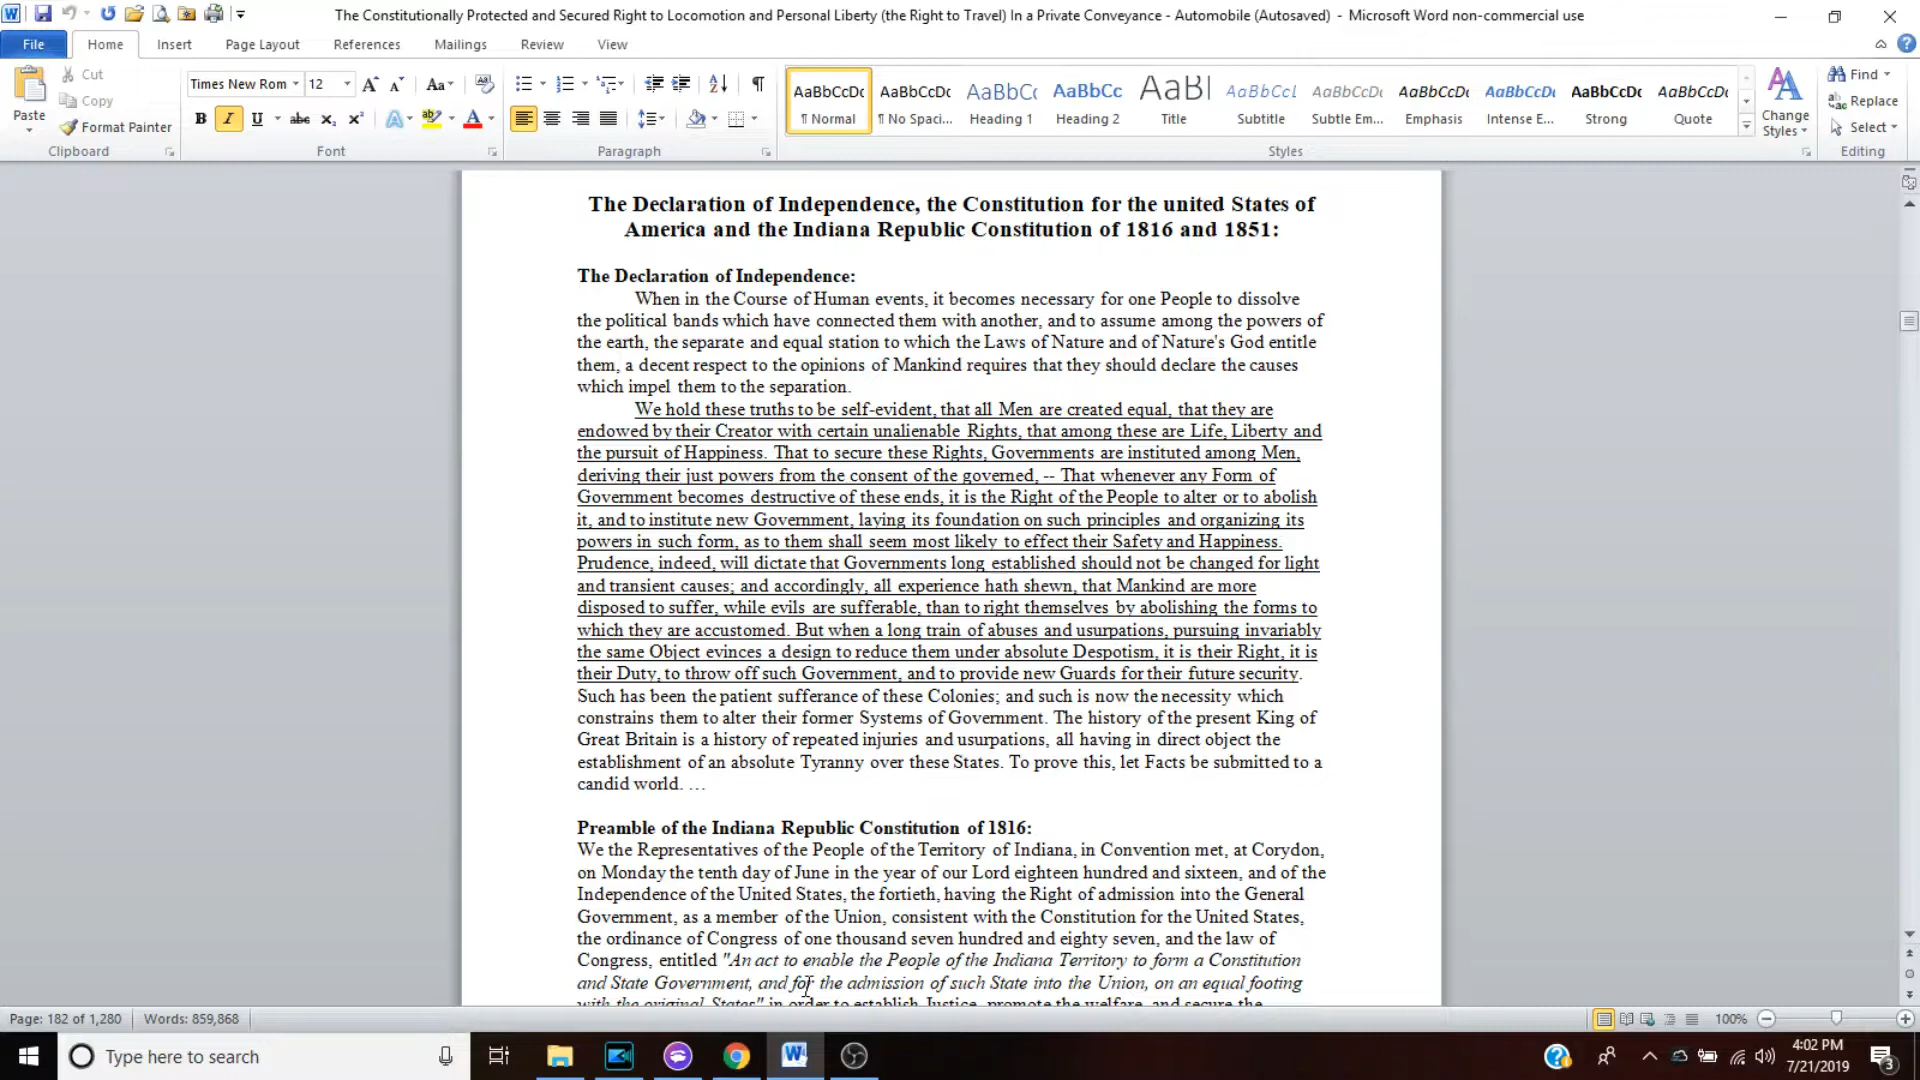 The Constitutionally Protected and Secured Right to Locomotion and Personal Liberty (the Right to Travel) In a Private Conveyance - Automobile (Autosaved) - Microsoft Word non-commercial use
File Home Insert Page Layout References Mailings Review View
Paste
Cut
Copy
Format Painter
Clipboard
Times New Rom 12
Font
Paragraph
AaBbCcDc AaBbCcDc AaBbCc AaBbCc AaBl AaBbCcL AaBbCcDc AaBbCcDc AaBbCcDc AaBbCcDc AaBbCcDc
¶ Normal ¶ No Spaci... Heading 1 Heading 2 Title Subtitle Subtle Em... Emphasis Intense E... Strong Quote
Change
Styles
Styles
Find
Replace
Select
Editing
The Declaration of Independence, the Constitution for the united States of
America and the Indiana Republic Constitution of 1816 and 1851:
The Declaration of Independence:
When in the Course of Human events, it becomes necessary for one People to dissolve
the political bands which have connected them with another, and to assume among the powers of
the earth, the separate and equal station to which the Laws of Nature and of Nature's God entitle
them, a decent respect to the opinions of Mankind requires that they should declare the causes
which impel them to the separation.
We hold these truths to be self-evident, that all Men are created equal, that they are
endowed by their Creator with certain unalienable Rights, that among these are Life, Liberty and
the pursuit of Happiness. That to secure these Rights, Governments are instituted among Men,
deriving their just powers from the consent of the governed, -- That whenever any Form of
Government becomes destructive of these ends, it is the Right of the People to alter or to abolish
it, and to institute new Government, laying its foundation on such principles and organizing its
powers in such form, as to them shall seem most likely to effect their Safety and Happiness.
Prudence, indeed, will dictate that Governments long established should not be changed for light
and transient causes; and accordingly, all experience hath shewn, that Mankind are more
disposed to suffer, while evils are sufferable, than to right themselves by abolishing the forms to
which they are accustomed. But when a long train of abuses and usurpations, pursuing invariably
the same Object evinces a design to reduce them under absolute Despotism, it is their Right, it is
their Duty, to throw off such Government, and to provide new Guards for their future security.
Such has been the patient sufferance of these Colonies; and such is now the necessity which
constrains them to alter their former Systems of Government. The history of the present King of
Great Britain is a history of repeated injuries and usurpations, all having in direct object the
establishment of an absolute Tyranny over these States. To prove this, let Facts be submitted to a
candid world. …
Preamble of the Indiana Republic Constitution of 1816:
We the Representatives of the People of the Territory of Indiana, in Convention met, at Corydon,
on Monday the tenth day of June in the year of our Lord eighteen hundred and sixteen, and of the
Independence of the United States, the fortieth, having the Right of admission into the General
Government, as a member of the Union, consistent with the Constitution for the United States,
the ordinance of Congress of one thousand seven hundred and eighty seven, and the law of
Congress, entitled "An act to enable the People of the Indiana Territory to form a Constitution
and State Government, and for the admission of such State into the Union, on an equal footing
with the original States" in order to establish Justice, promote the welfare, and secure the
Page: 182 of 1,280 Words: 859,868 100%
Type here to search
4:02 PM
7/21/2019
3